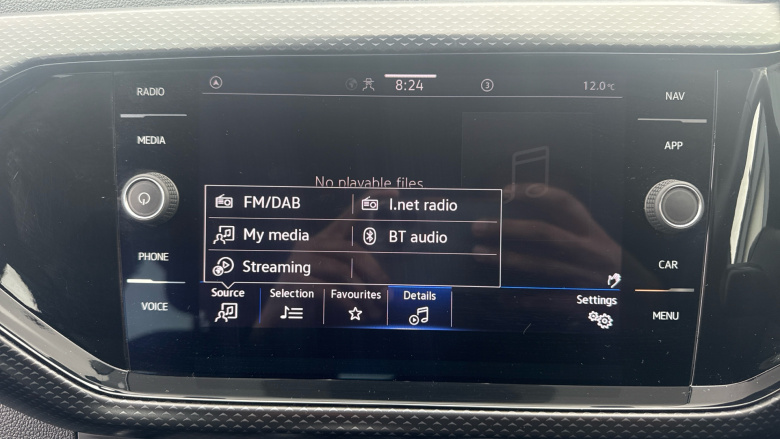 RADIO
MEDIA
PHONE
VOICE
8:24
3
12.0°C
No playable files
FM/DAB
I.net radio
My media
BT audio
Streaming
Source
Selection
Favourites
Details
Settings
NAV
APP
CAR
MENU